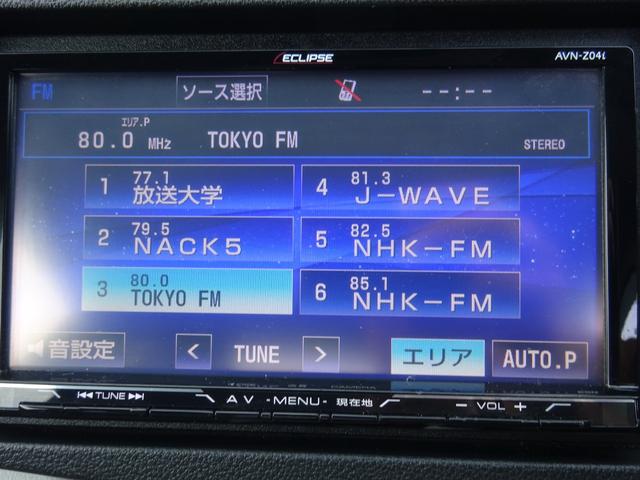 ECLIPSE
AVN-Z04i
FM
ソース選択
--:--
エリア.P
80.0 MHz TOKYO FM
STEREO
1 77.1 放送大学
4 81.3 J-WAVE
2 79.5 NACK5
5 82.5 NHK-FM
3 80.0 TOKYO FM
6 85.1 NHK-FM
音設定
< TUNE >
エリア
AUTO.P
TUNE
AV
MENU
現在地
- VOL +